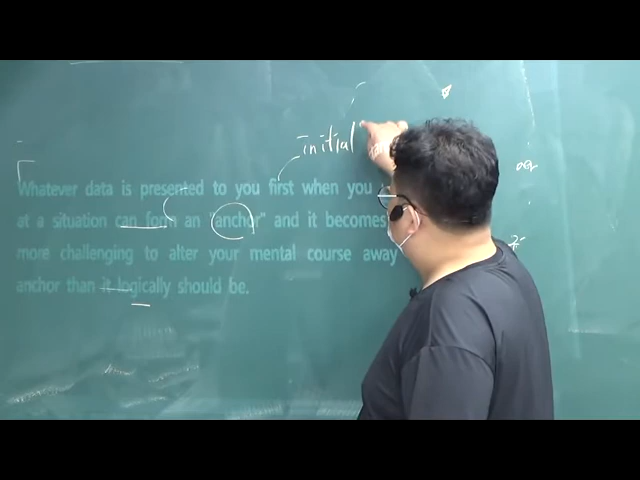 initial
Whatever data is presented to you first when you
at a situation can form an "anchor" and it becomes
more challenging to alter your mental course away
anchor than it logically should be.